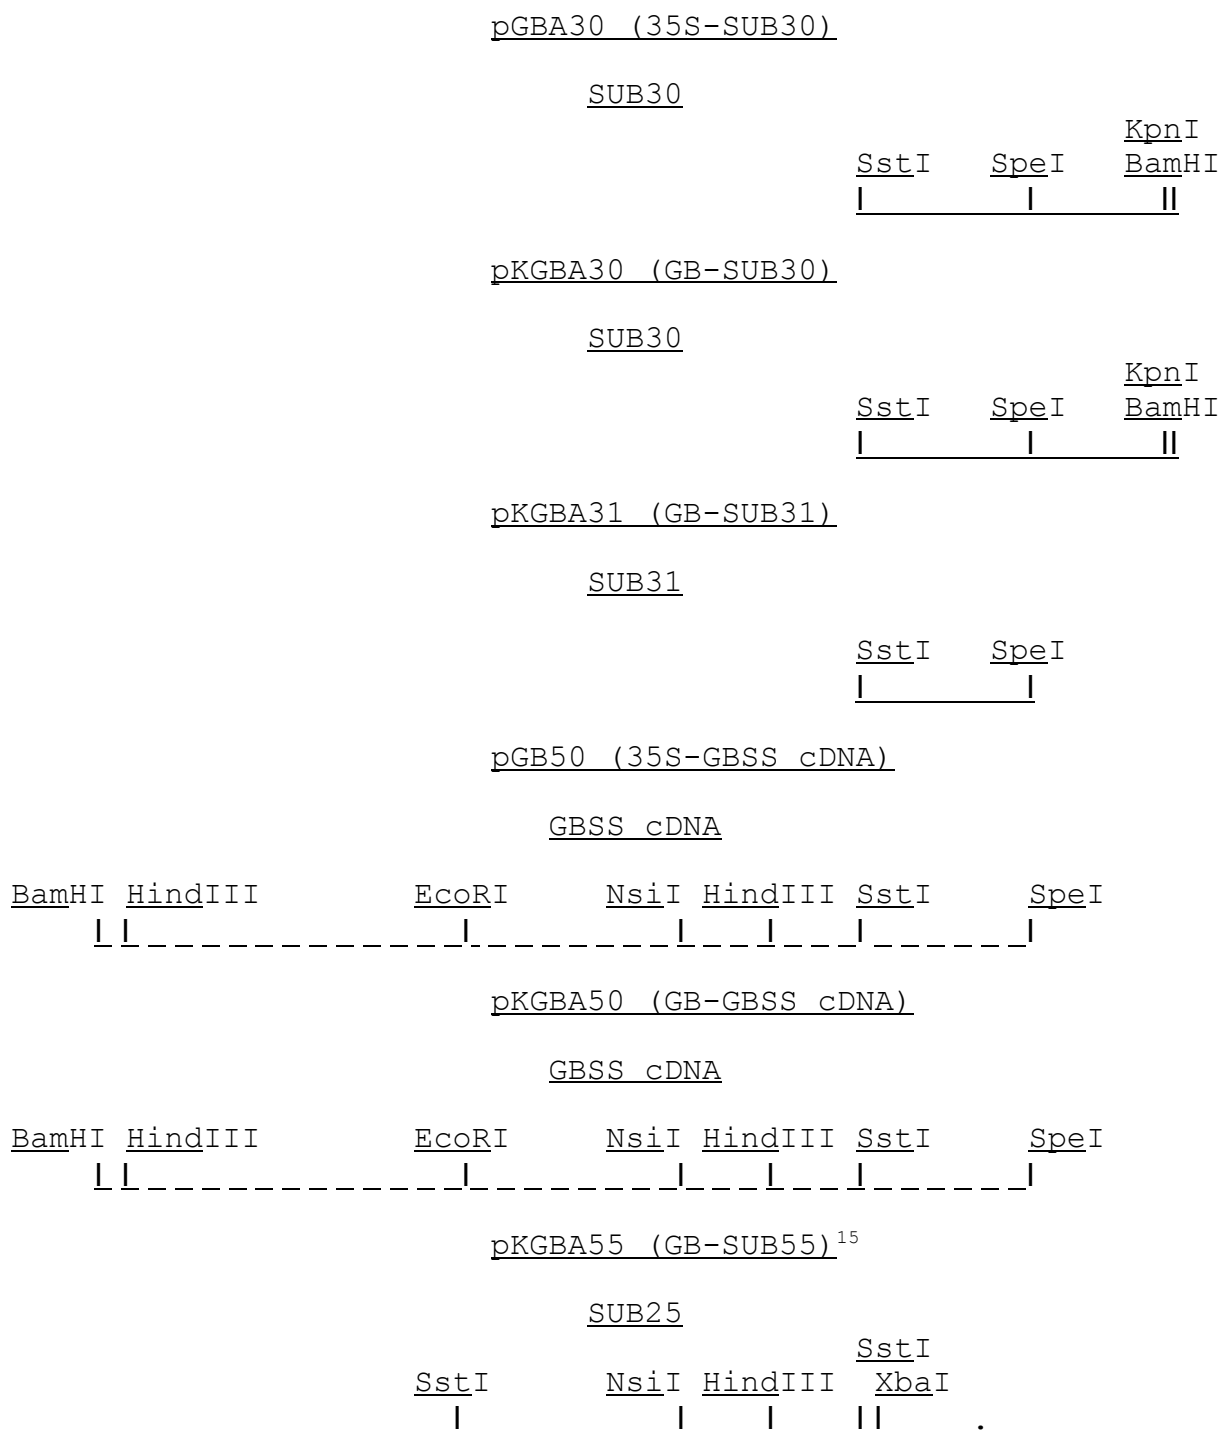 pGBA30 (35S-SUB30)
SUB30
KpnI
SstI SpeI BamHI
pKGBA30 (GB-SUB30)
SUB30
KpnI
SstI SpeI BamHI
pKGBA31 (GB-SUB31)
SUB31
SstI SpeI
pGB50 (35S-GBSS cDNA)
GBSS cDNA
BamHI HindIII EcoRI NsiI HindIII SstI SpeI
pKGBA50 (GB-GBSS cDNA)
GBSS cDNA
BamHI HindIII EcoRI NsiI HindIII SstI SpeI
pKGBA55 (GB-SUB55)15
SUB25
SstI
SstI NsiI HindIII XbaI
.